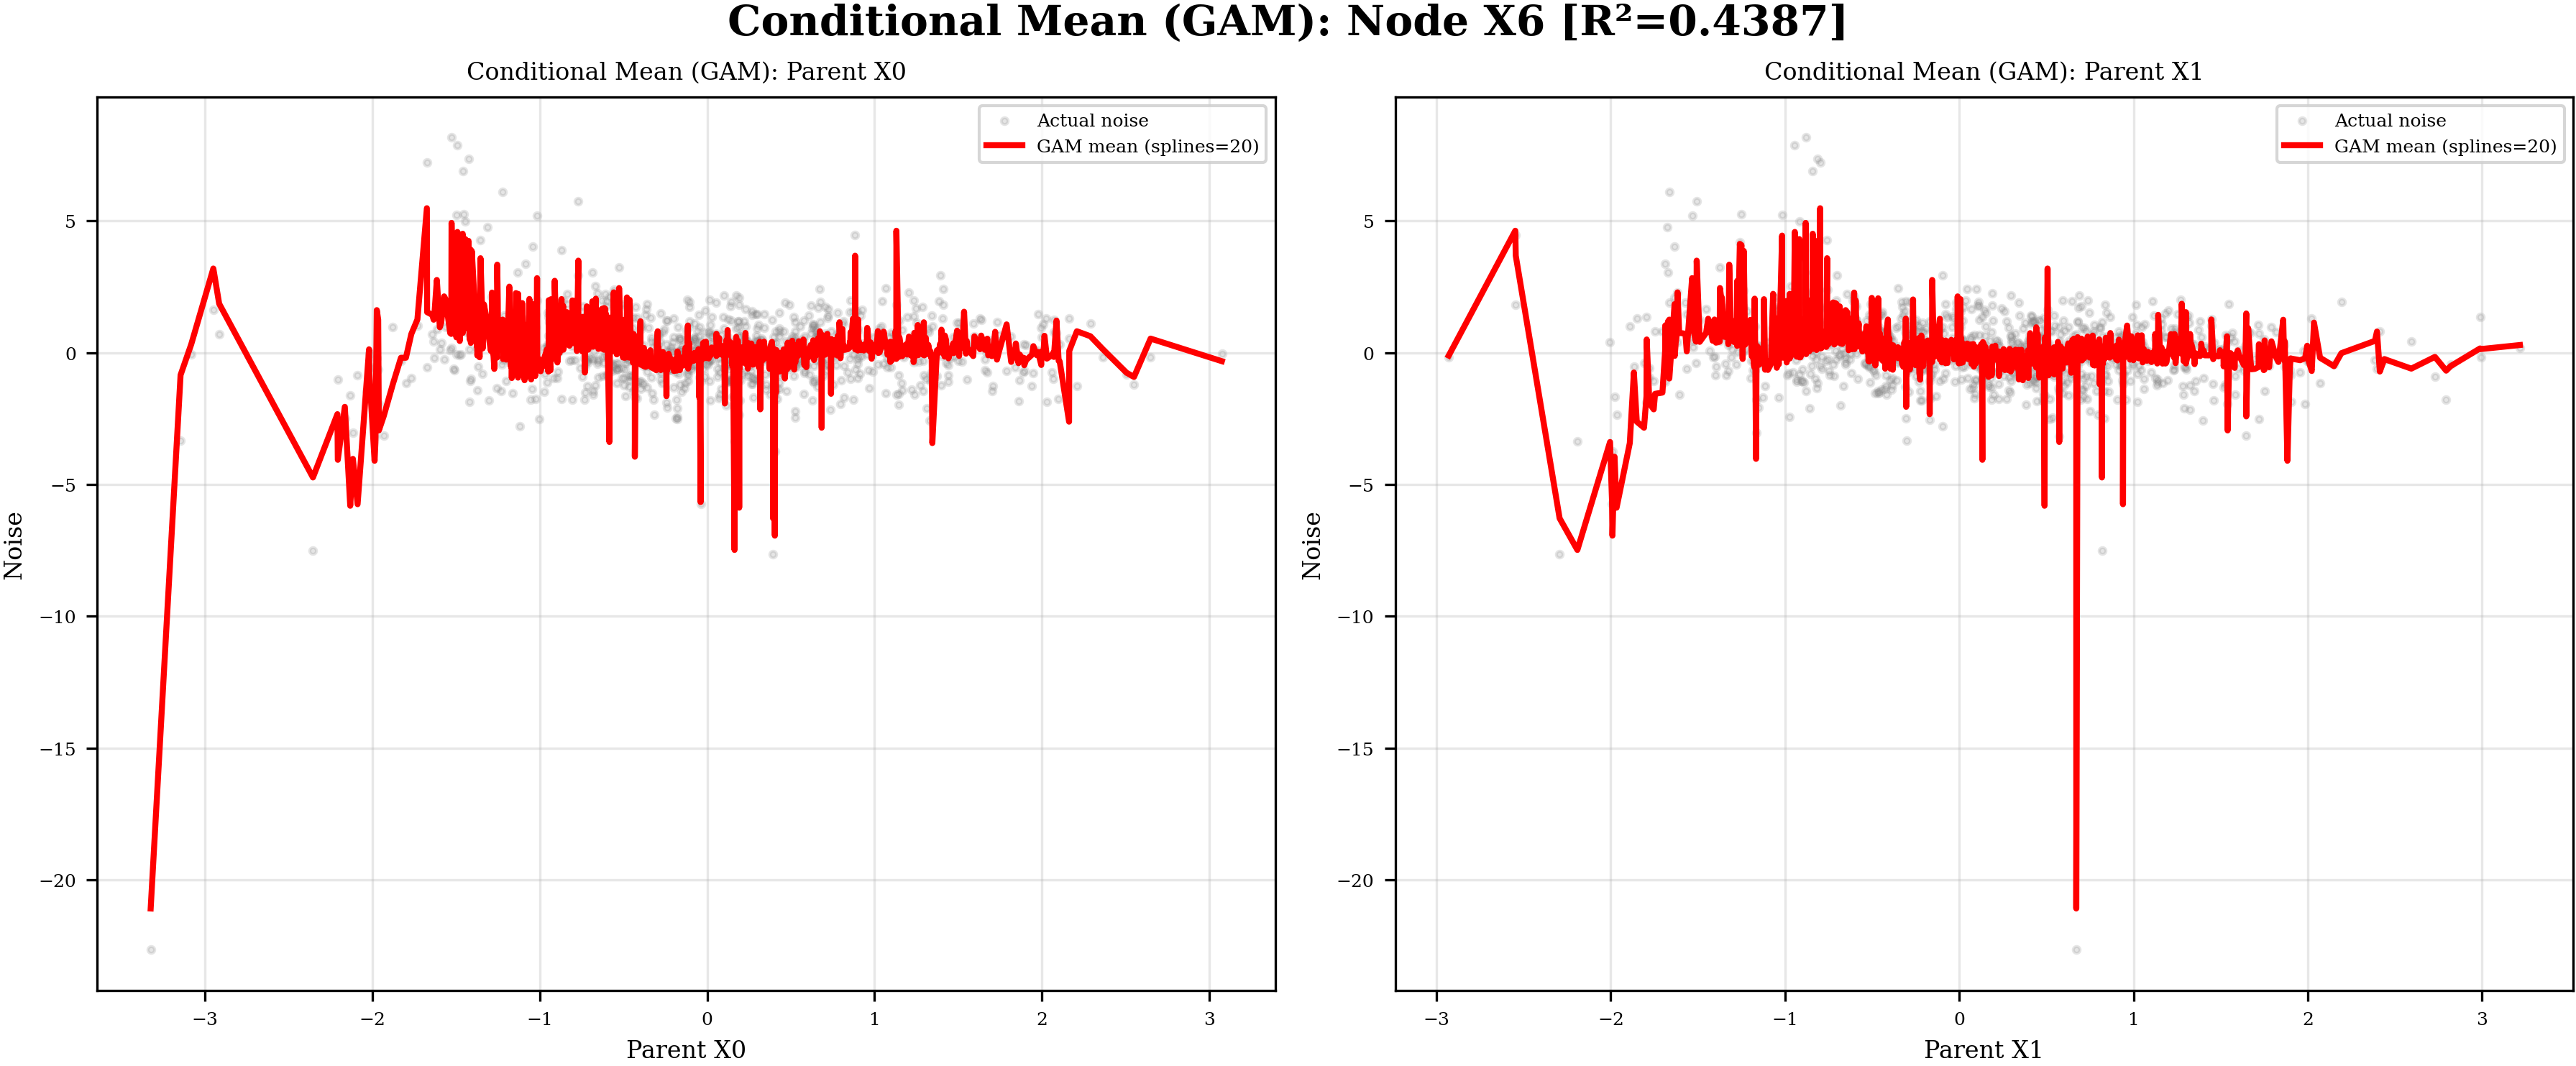 Conditional Mean (GAM): Node X6 [R²=0.4387]
Conditional Mean (GAM): Parent X0
Actual noise
GAM mean (splines=20)
Noise
5
0
−5
−10
−15
−20
−3
−2
−1
0
1
2
3
Parent X0
Conditional Mean (GAM): Parent X1
Actual noise
GAM mean (splines=20)
Noise
5
0
−5
−10
−15
−20
−3
−2
−1
0
1
2
3
Parent X1